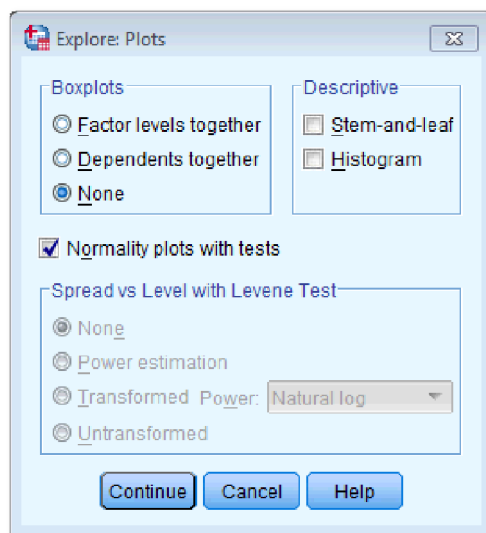 Explore: Plots
Boxplots
Factor levels together
Dependents together
None
Descriptive
Stem-and-leaf
Histogram
Normality plots with tests
Spread vs Level with Levene Test
None
Power estimation
Transformed Power: Natural log
Untransformed
Continue Cancel Help